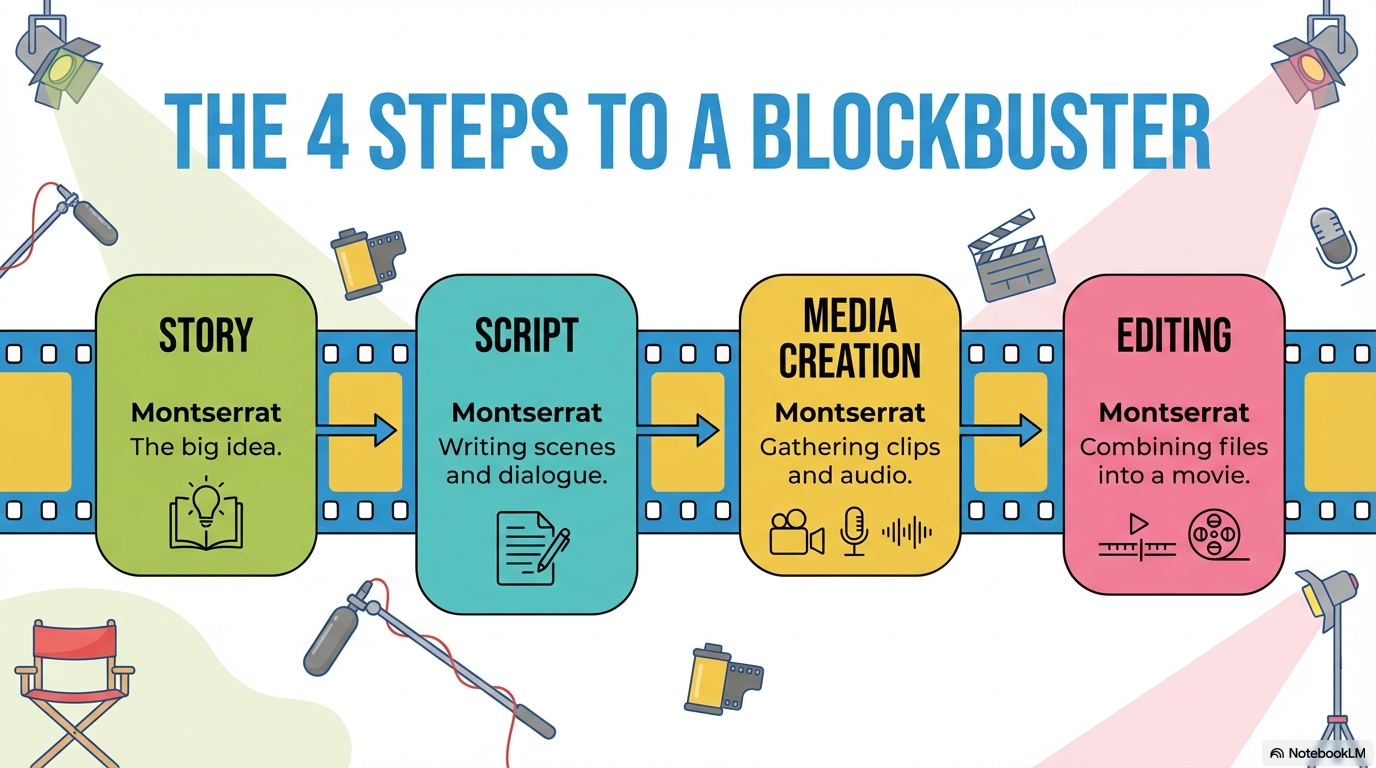 THE 4 STEPS TO A BLOCKBUSTER
STORY
Montserrat
The big idea.
SCRIPT
Montserrat
Writing scenes
and dialogue.
MEDIA
CREATION
Montserrat
Gathering clips
and audio.
EDITING
Montserrat
Combining files
into a movie.
NotebookLM